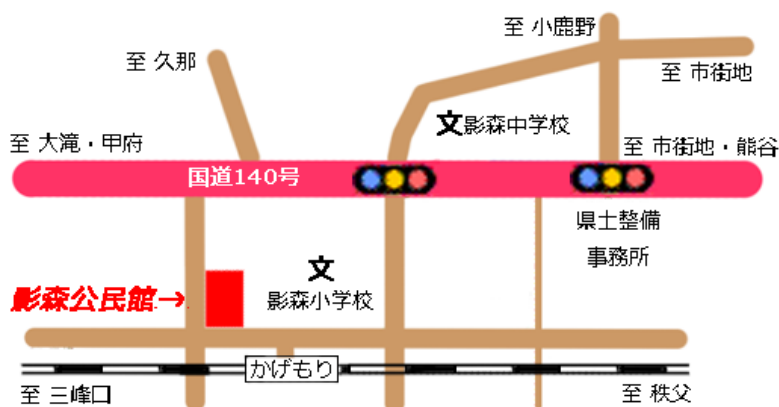 至 小鹿野
至 久那
至 市街地
文影森中学校
至 大滝・甲府
至 市街地・熊谷
国道140号
県土整備
事務所
文
影森公民館→
影森小学校
かげもり
至 三峰口
至 秩父